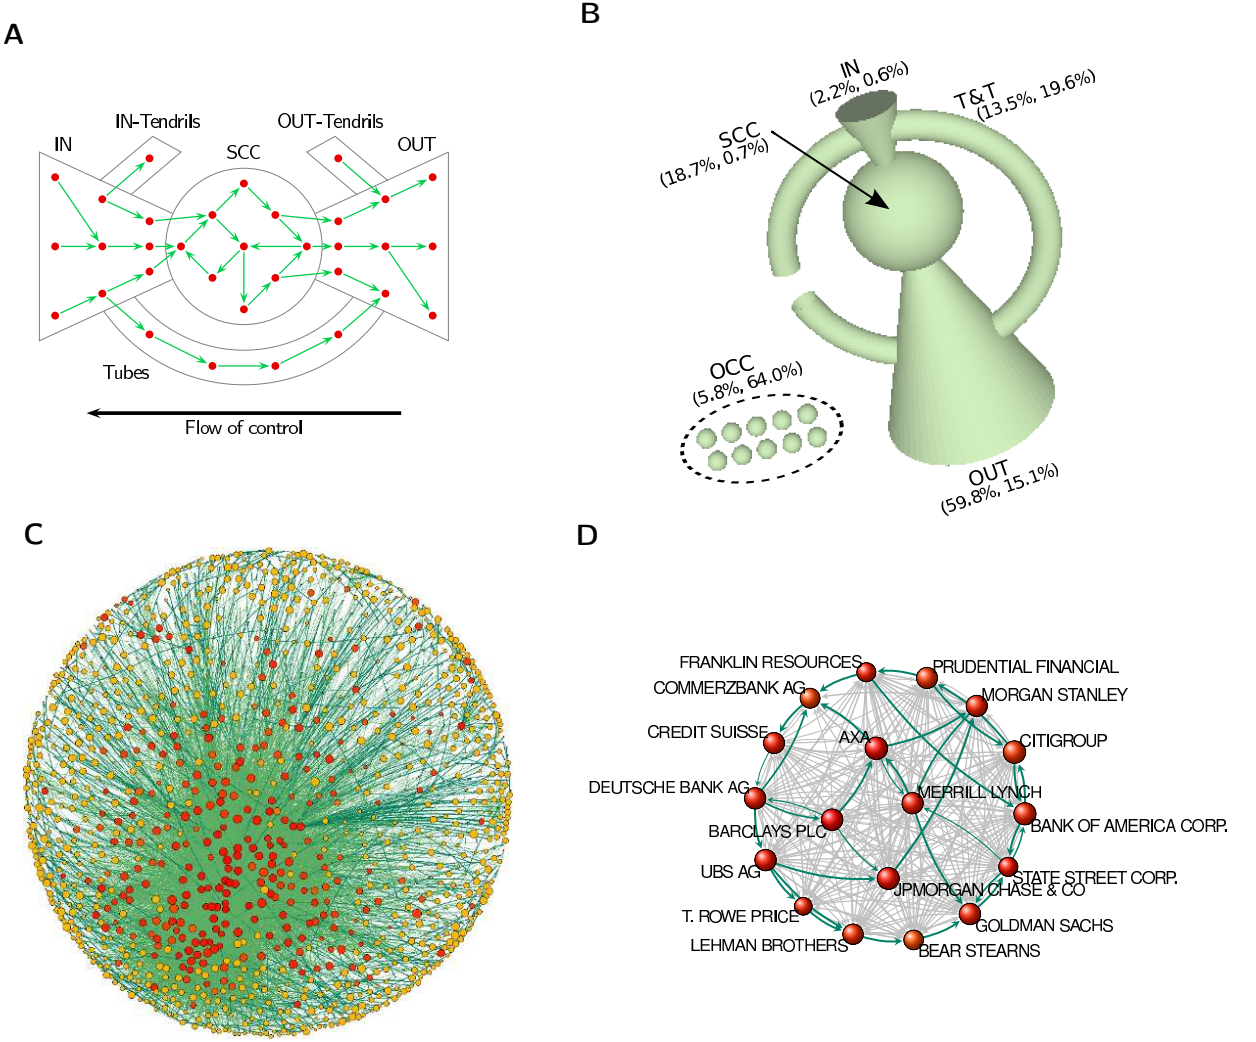 A
IN
IN-Tendrils
SCC
OUT-Tendrils
OUT
Tubes
Flow of control
B
IN
(2.2%, 0.6%)
T&T
(13.5%, 19.6%)
SCC
(18.7%, 0.7%)
OCC
(5.8%, 64.0%)
OUT
(59.8%, 15.1%)
C
D
FRANKLIN RESOURCES
PRUDENTIAL FINANCIAL
COMMERZBANK AG
MORGAN STANLEY
CREDIT SUISSE
AXA
CITIGROUP
DEUTSCHE BANK AG
MERRILL LYNCH
BARCLAYS PLC
BANK OF AMERICA CORP.
UBS AG
STATE STREET CORP.
JPMORGAN CHASE & CO
T. ROWE PRICE
GOLDMAN SACHS
LEHMAN BROTHERS
BEAR STEARNS